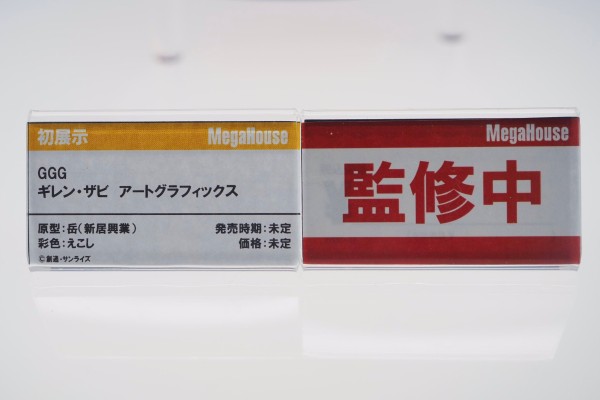 初展示 MegaHouse
GGG
ギレン・ザビ アートグラフィックス
原型:岳(新居興業) 発売時期:未定
彩色:えこし 価格:未定
©創通・サンライズ
MegaHouse
監修中